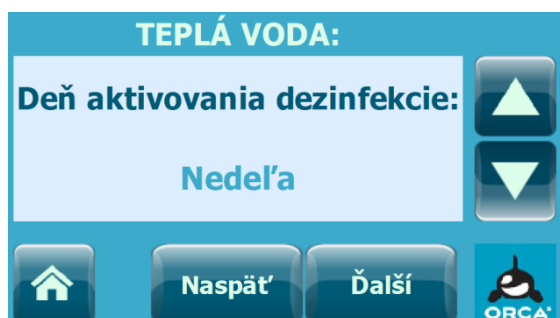 TEPLÁ VODA:
Deň aktivovania dezinfekcie:
Nedeľa
Naspäť
Ďalší
ORCA